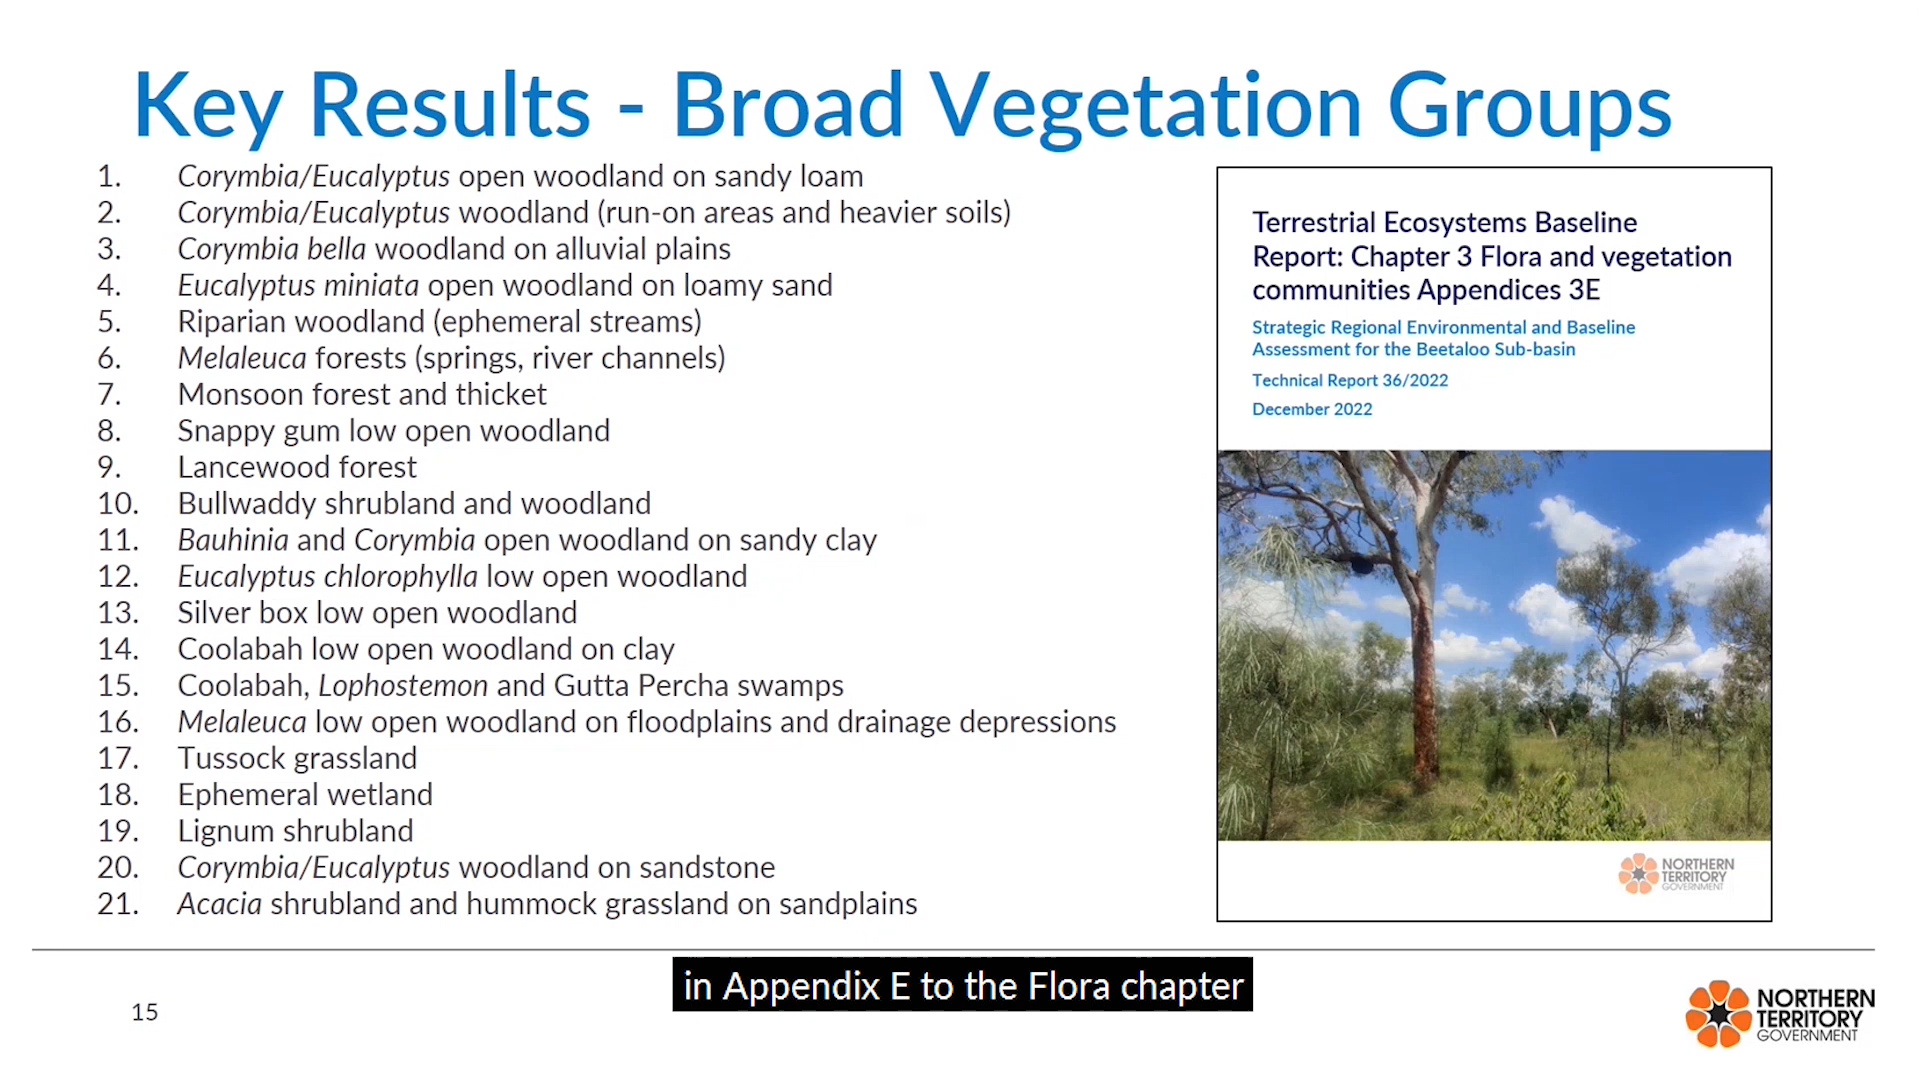 Key Results - Broad Vegetation Groups
1. Corymbia/Eucalyptus open woodland on sandy loam
2. Corymbia/Eucalyptus woodland (run-on areas and heavier soils)
3. Corymbia bella woodland on alluvial plains
4. Eucalyptus miniata open woodland on loamy sand
5. Riparian woodland (ephemeral streams)
6. Melaleuca forests (springs, river channels)
7. Monsoon forest and thicket
8. Snappy gum low open woodland
9. Lancewood forest
10. Bullwaddy shrubland and woodland
11. Bauhinia and Corymbia open woodland on sandy clay
12. Eucalyptus chlorophylla low open woodland
13. Silver box low open woodland
14. Coolabah low open woodland on clay
15. Coolabah, Lophostemon and Gutta Percha swamps
16. Melaleuca low open woodland on floodplains and drainage depressions
17. Tussock grassland
18. Ephemeral wetland
19. Lignum shrubland
20. Corymbia/Eucalyptus woodland on sandstone
21. Acacia shrubland and hummock grassland on sandplains
Terrestrial Ecosystems Baseline
Report: Chapter 3 Flora and vegetation
communities Appendices 3E
Strategic Regional Environmental and Baseline
Assessment for the Beetaloo Sub-basin
Technical Report 36/2022
December 2022
NORTHERN
TERRITORY
GOVERNMENT
in Appendix E to the Flora chapter
15
NORTHERN
TERRITORY
GOVERNMENT